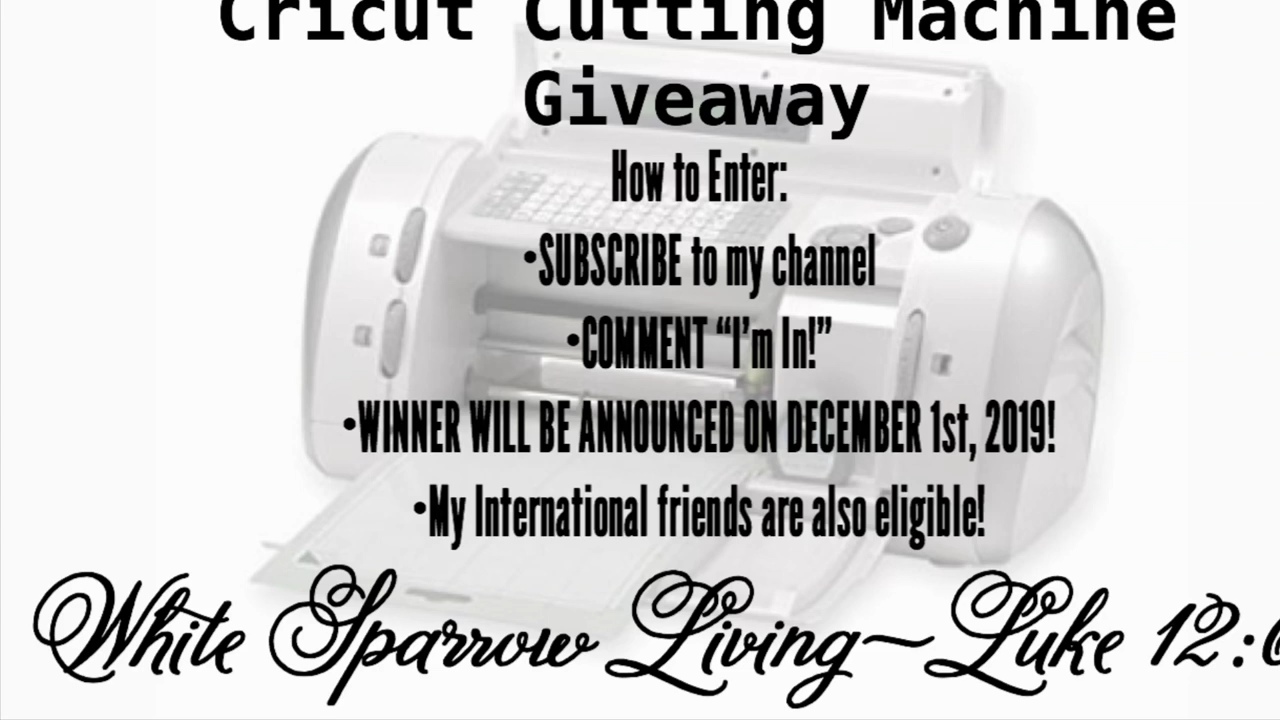 Cricut Cutting Machine
Giveaway
How to Enter:
•SUBSCRIBE to my channel
•COMMENT “I’m In!”
•WINNER WILL BE ANNOUNCED ON DECEMBER 1st, 2019!
•My International friends are also eligible!
White Sparrow Living~Luke 12: